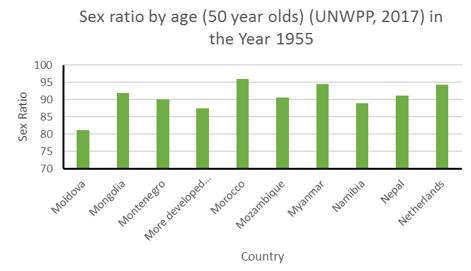 Sex ratio by age (50 year olds) (UNWPP, 2017) in
the Year 1955
100
95
90
85
80
75
70
Sex Ratio
Moldova
Mongolia
Montenegro
More developed...
Morocco
Mozambique
Myanmar
Namibia
Nepal
Netherlands
Country